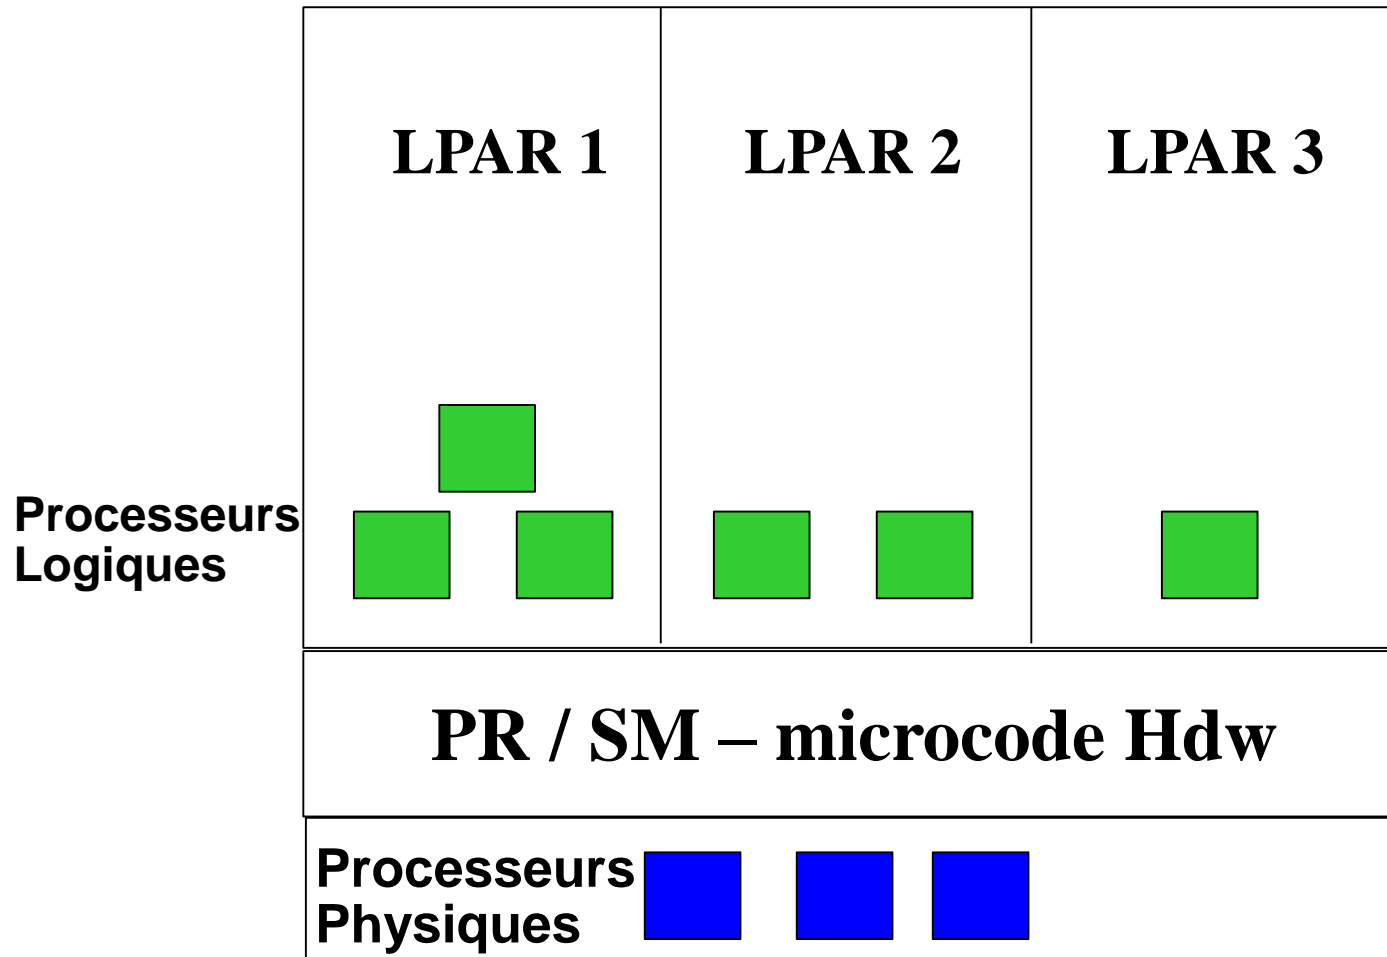 LPAR 1
LPAR 2
LPAR 3
Processeurs
Logiques
PR / SM – microcode Hdw
Processeurs
Physiques